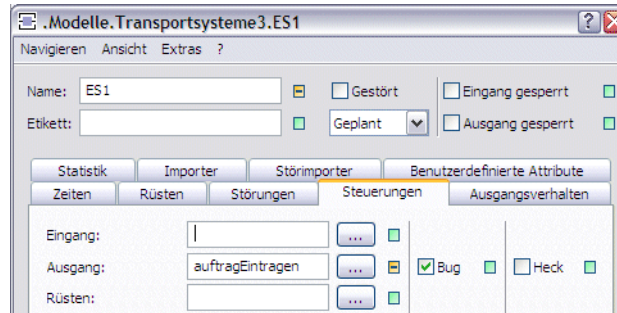 .Modelle.Transportsysteme3.ES1
Navigieren Ansicht Extras ?
Name: ES1 Gestört Eingang gesperrt
Etikett: Geplant Ausgang gesperrt
Statistik Importer Störimporter Benutzerdefinierte Attribute
Zeiten Rüsten Störungen Steuerungen Ausgangsverhalten
Eingang: ...
Ausgang: auftragEintragen ... Bug Heck
Rüsten: ...